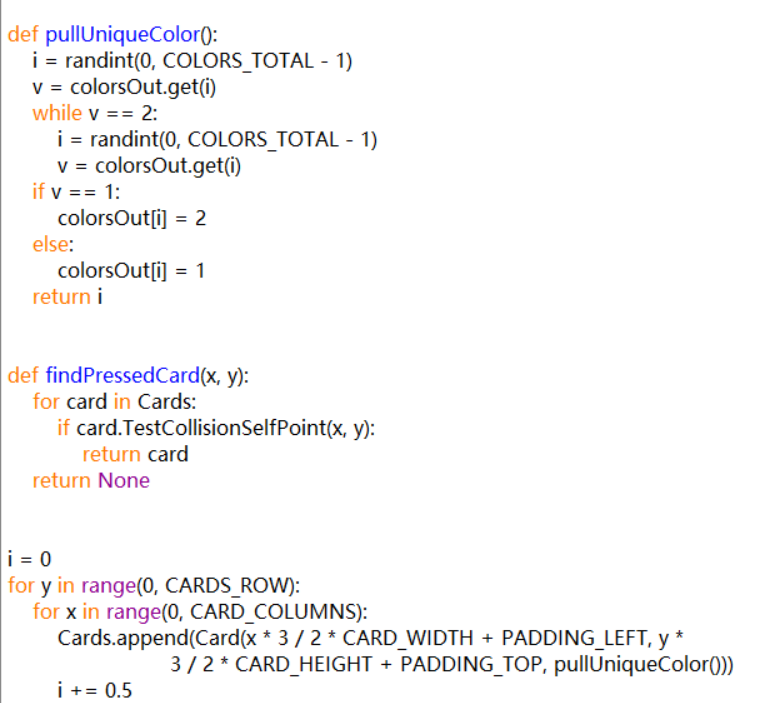 def pullUniqueColor():
    i = randint(0, COLORS_TOTAL - 1)
    v = colorsOut.get(i)
    while v == 2:
        i = randint(0, COLORS_TOTAL - 1)
        v = colorsOut.get(i)
    if v == 1:
        colorsOut[i] = 2
    else:
        colorsOut[i] = 1
    return i
def findPressedCard(x, y):
    for card in Cards:
        if card.TestCollisionSelfPoint(x, y):
            return card
    return None
i = 0
for y in range(0, CARDS_ROW):
    for x in range(0, CARD_COLUMNS):
        Cards.append(Card(x * 3 / 2 * CARD_WIDTH + PADDING_LEFT, y *
                          3 / 2 * CARD_HEIGHT + PADDING_TOP, pullUniqueColor()))
        i += 0.5